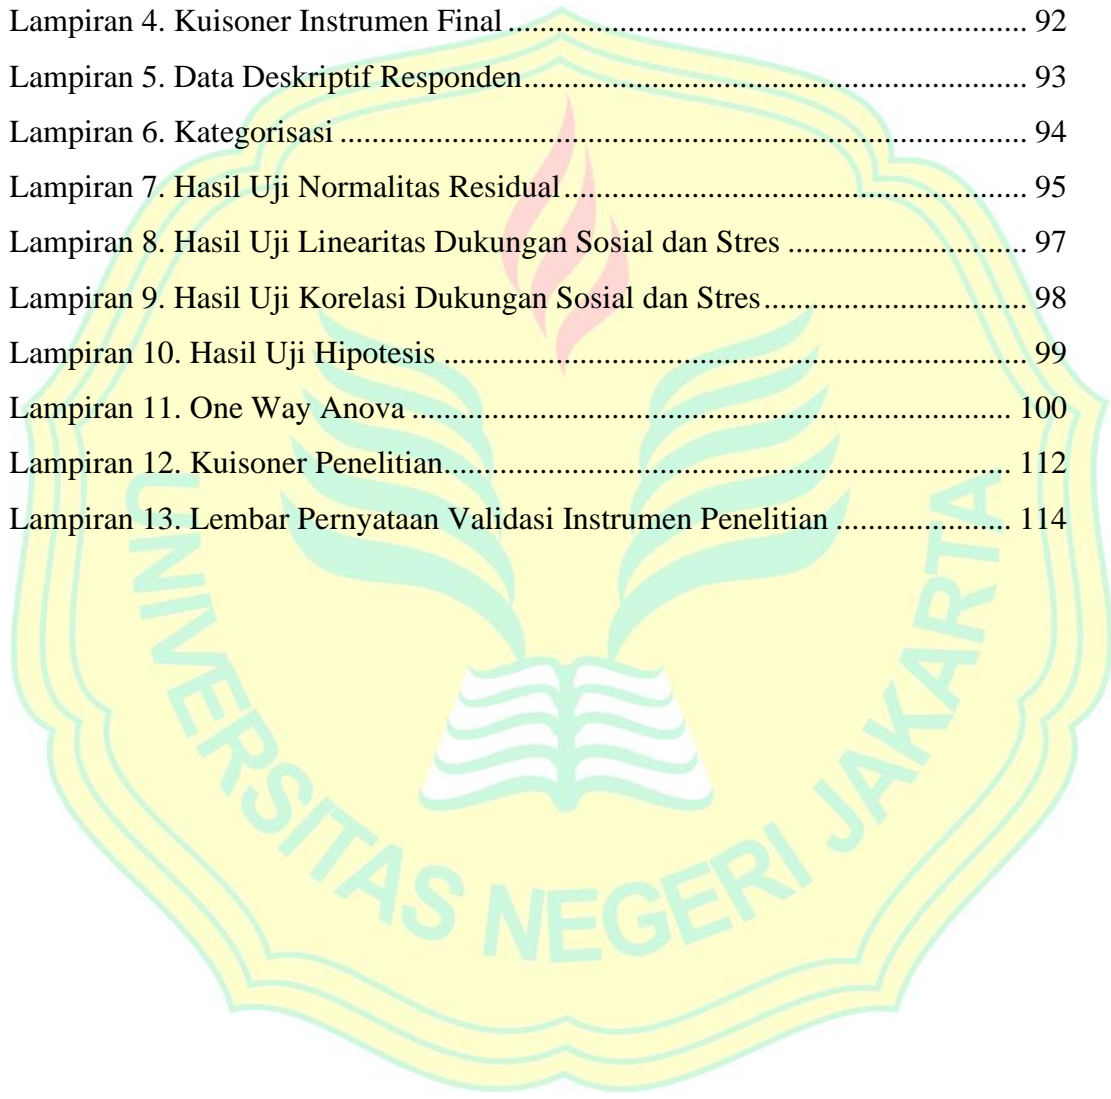 Lampiran 4. Kuisoner Instrumen Final ................................................................. 92
Lampiran 5. Data Deskriptif Responden............................................................... 93
Lampiran 6. Kategorisasi ...................................................................................... 94
Lampiran 7. Hasil Uji Normalitas Residual .......................................................... 95
Lampiran 8. Hasil Uji Linearitas Dukungan Sosial dan Stres .............................. 97
Lampiran 9. Hasil Uji Korelasi Dukungan Sosial dan Stres................................. 98
Lampiran 10. Hasil Uji Hipotesis ......................................................................... 99
Lampiran 11. One Way Anova ........................................................................... 100
Lampiran 12. Kuisoner Penelitian....................................................................... 112
Lampiran 13. Lembar Pernyataan Validasi Instrumen Penelitian ...................... 114
UNIVERSITAS NEGERI JAKARTA